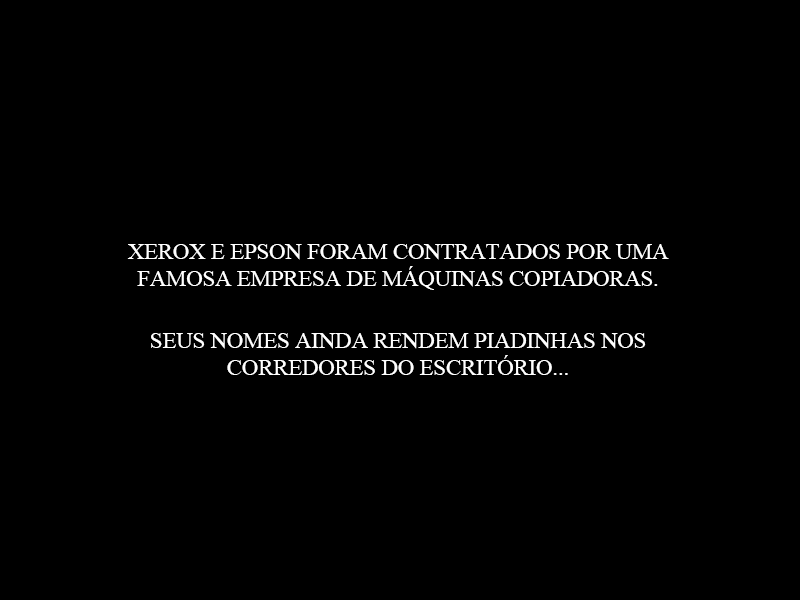 XEROX E EPSON FORAM CONTRATADOS POR UMA
FAMOSA EMPRESA DE MÁQUINAS COPIADORAS.
SEUS NOMES AINDA RENDEM PIADINHAS NOS
CORREDORES DO ESCRITÓRIO...